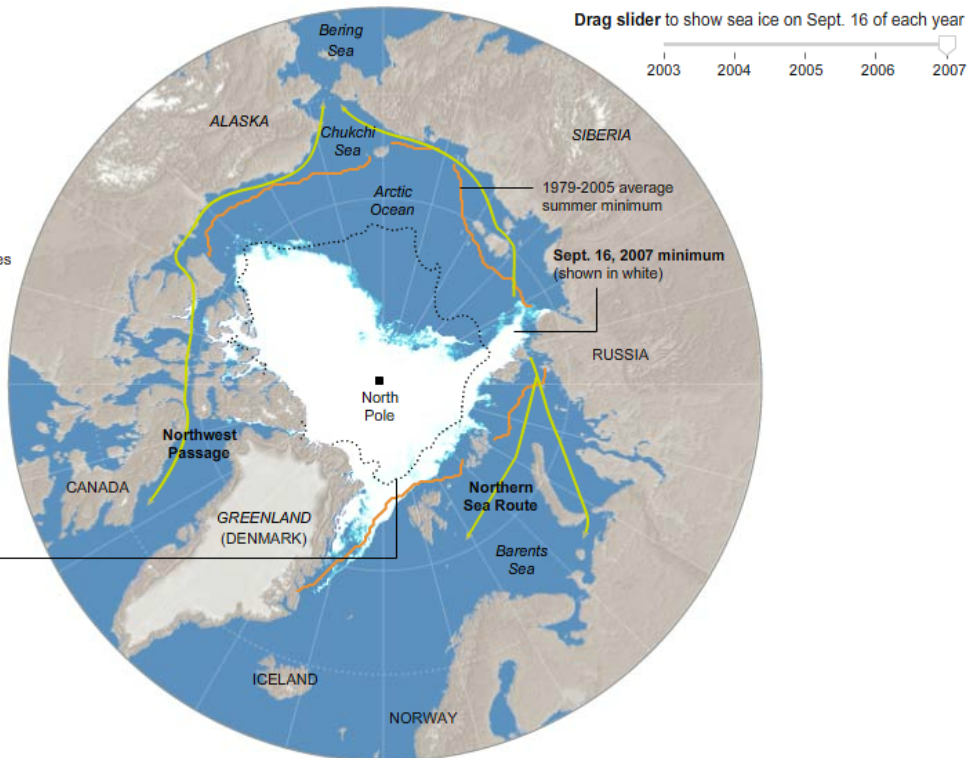 Drag slider to show sea ice on Sept. 16 of each year
2003 2004 2005 2006 2007
Bering
Sea
ALASKA
Chukchi
Sea
SIBERIA
1979-2005 average
summer minimum
Arctic
Ocean
Sept. 16, 2007 minimum
(shown in white)
es
RUSSIA
North
Pole
Northwest
Passage
CANADA
Northern
Sea Route
GREENLAND
(DENMARK)
Barents
Sea
ICELAND
NORWAY